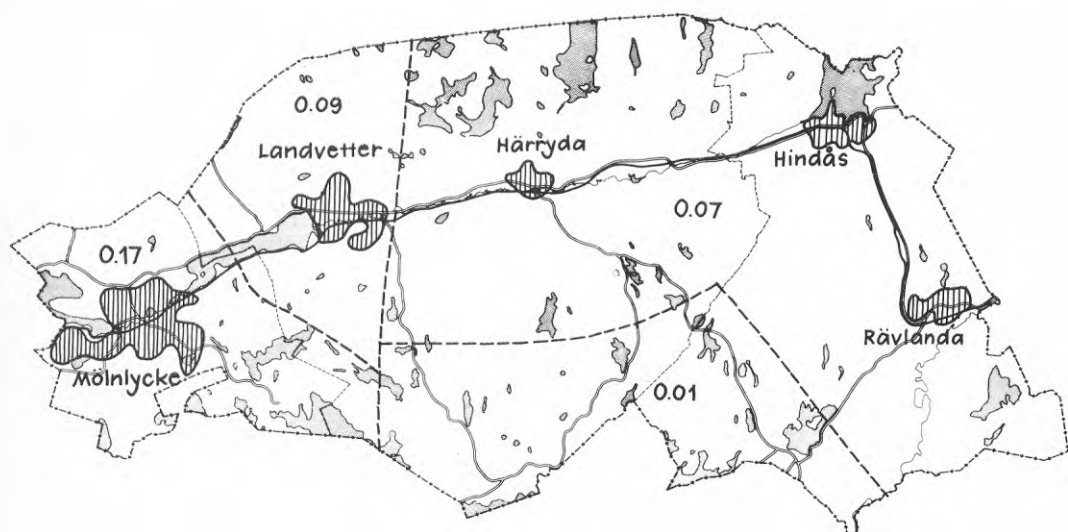 0.09
Landvetter
Härryda
Hindås
0.07
0.17
Rävlanda
Mölnlycke
0.01